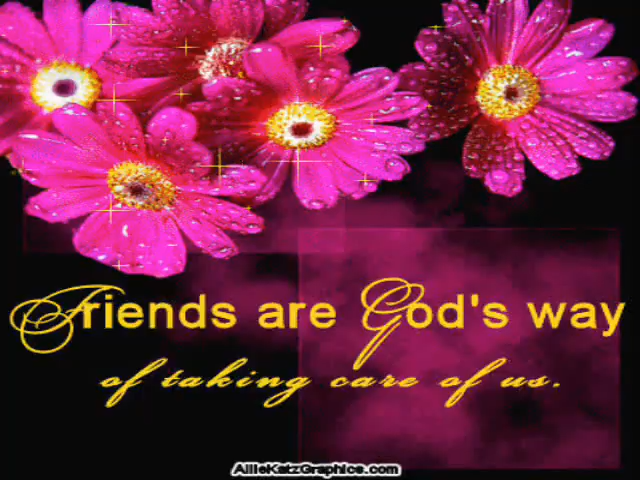 Friends are God's way
of taking care of us.
AllieKatzGraphics.com